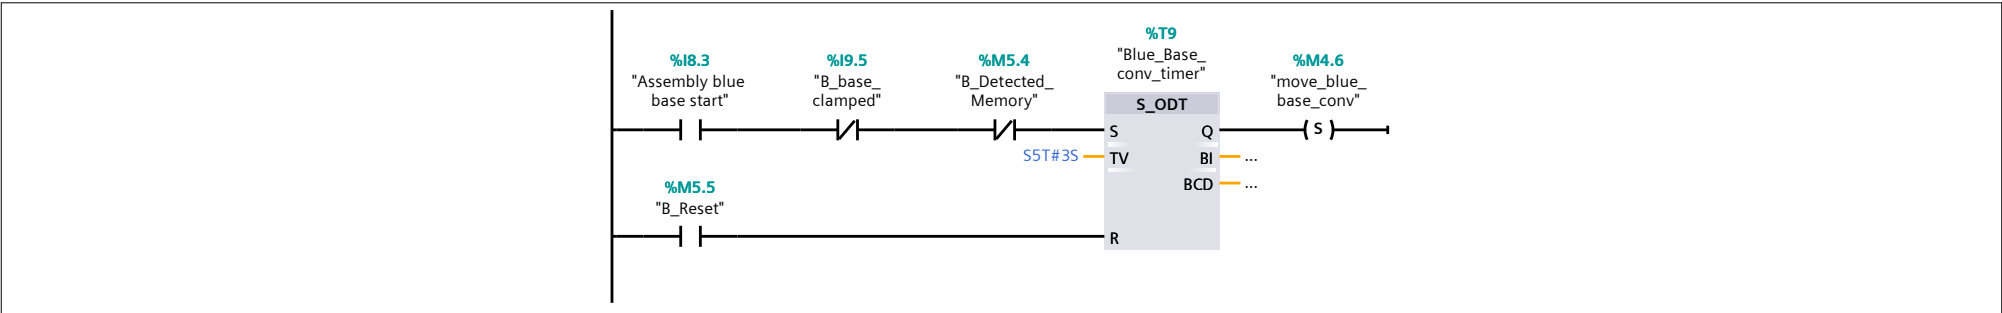 %I8.3
"Assembly blue
base start"
%I9.5
"B_base_
clamped"
%M5.4
"B_Detected_
Memory"
%T9
"Blue_Base_
conv_timer"
%M4.6
"move_blue_
base_conv"
S_ODT
S
Q
S
S5T#3S
TV
BI
...
BCD
...
%M5.5
"B_Reset"
R